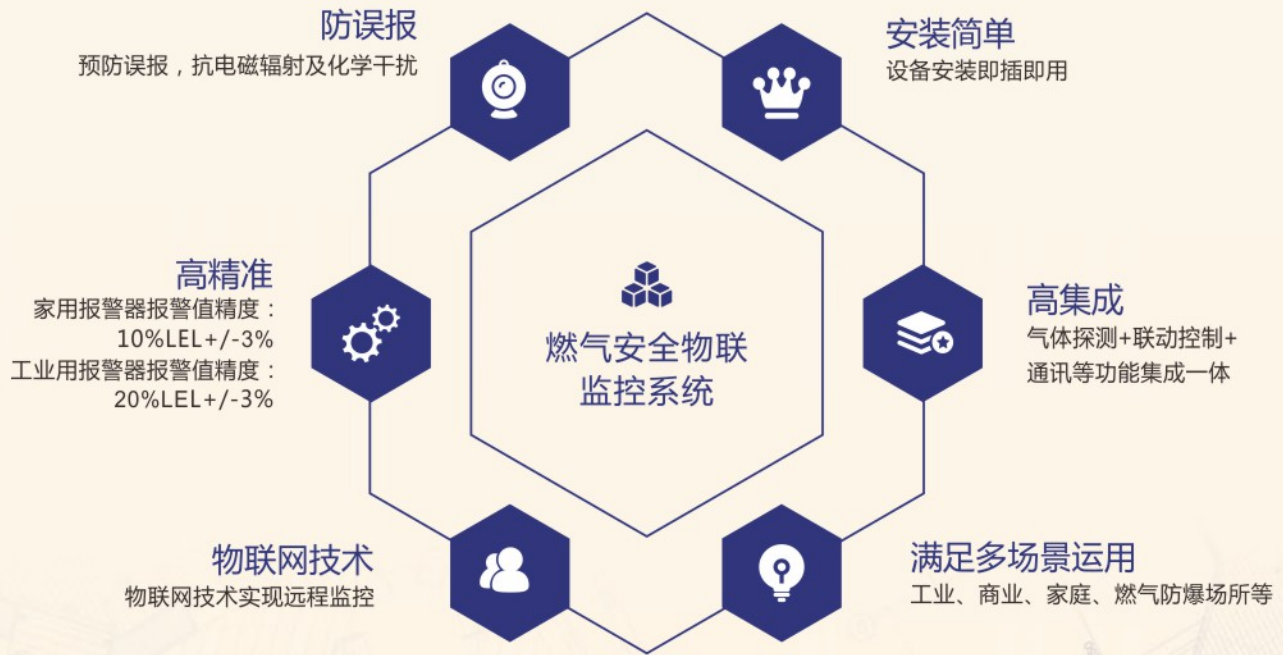 防误报
预防误报，抗电磁辐射及化学干扰
安装简单
设备安装即插即用
高精准
家用报警器报警值精度：
10%LEL+/-3%
工业用报警器报警值精度：
20%LEL+/-3%
燃气安全物联
监控系统
高集成
气体探测+联动控制+
通讯等功能集成一体
物联网技术
物联网技术实现远程监控
满足多场景运用
工业、商业、家庭、燃气防爆场所等